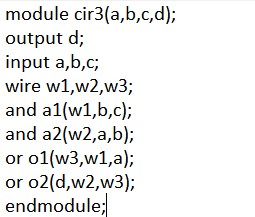 module cir3(a,b,c,d);
output d;
input a,b,c;
wire w1,w2,w3;
and a1(w1,b,c);
and a2(w2,a,b);
or o1(w3,w1,a);
or o2(d,w2,w3);
endmodule;